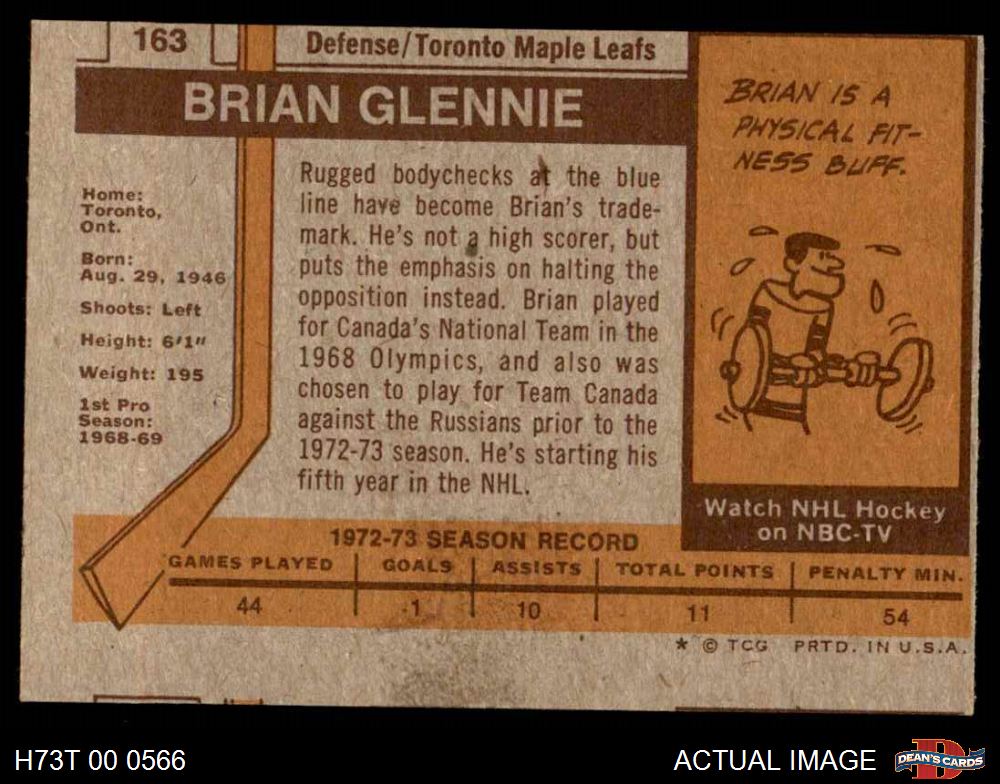 163
Defense/Toronto Maple Leafs
BRIAN GLENNIE
BRIAN IS A
PHYSICAL FIT-
NESS BUFF.
Home:
Toronto,
Ont.
Born:
Aug. 29, 1946
Shoots: Left
Height: 6'1"
Weight: 195
1st Pro
Season:
1968-69
Rugged bodychecks at the blue
line have become Brian's trade-
mark. He's not a high scorer, but
puts the emphasis on halting the
opposition instead. Brian played
for Canada's National Team in the
1968 Olympics, and also was
chosen to play for Team Canada
against the Russians prior to the
1972-73 season. He's starting his
fifth year in the NHL.
Watch NHL Hockey
on NBC-TV
1972-73 SEASON RECORD
GAMES PLAYED GOALS ASSISTS TOTAL POINTS PENALTY MIN.
44 1 10 11 54
* © TCG PRTD. IN U.S.A.
H73T 00 0566
ACTUAL IMAGE
DEAN'S CARDS